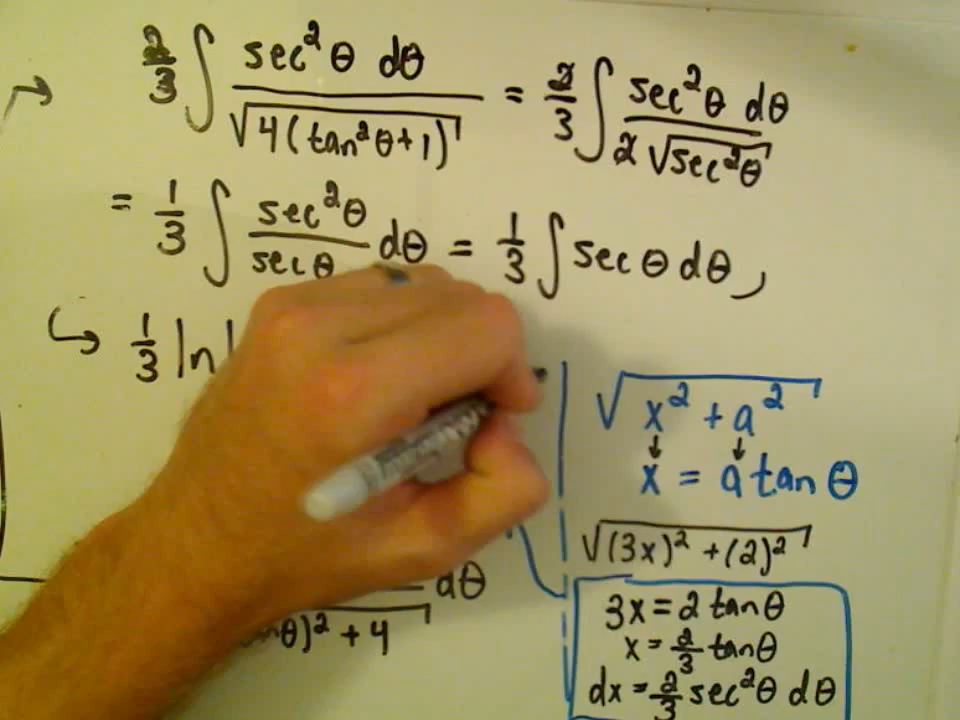 → 2/3 ∫ sec²θ dθ / √(4(tan²θ+1)) = 2/3 ∫ sec²θ dθ / 2√(sec²θ)
= 1/3 ∫ sec²θ / secθ dθ = 1/3 ∫ secθ dθ,
↪ 1/3 ln|
√(x² + a²)
↓ ↓
x = a tanθ
√((3x)² + (2)²)
dθ
θ)² + 4
3x = 2 tanθ
x = 2/3 tanθ
dx = 2/3 sec²θ dθ